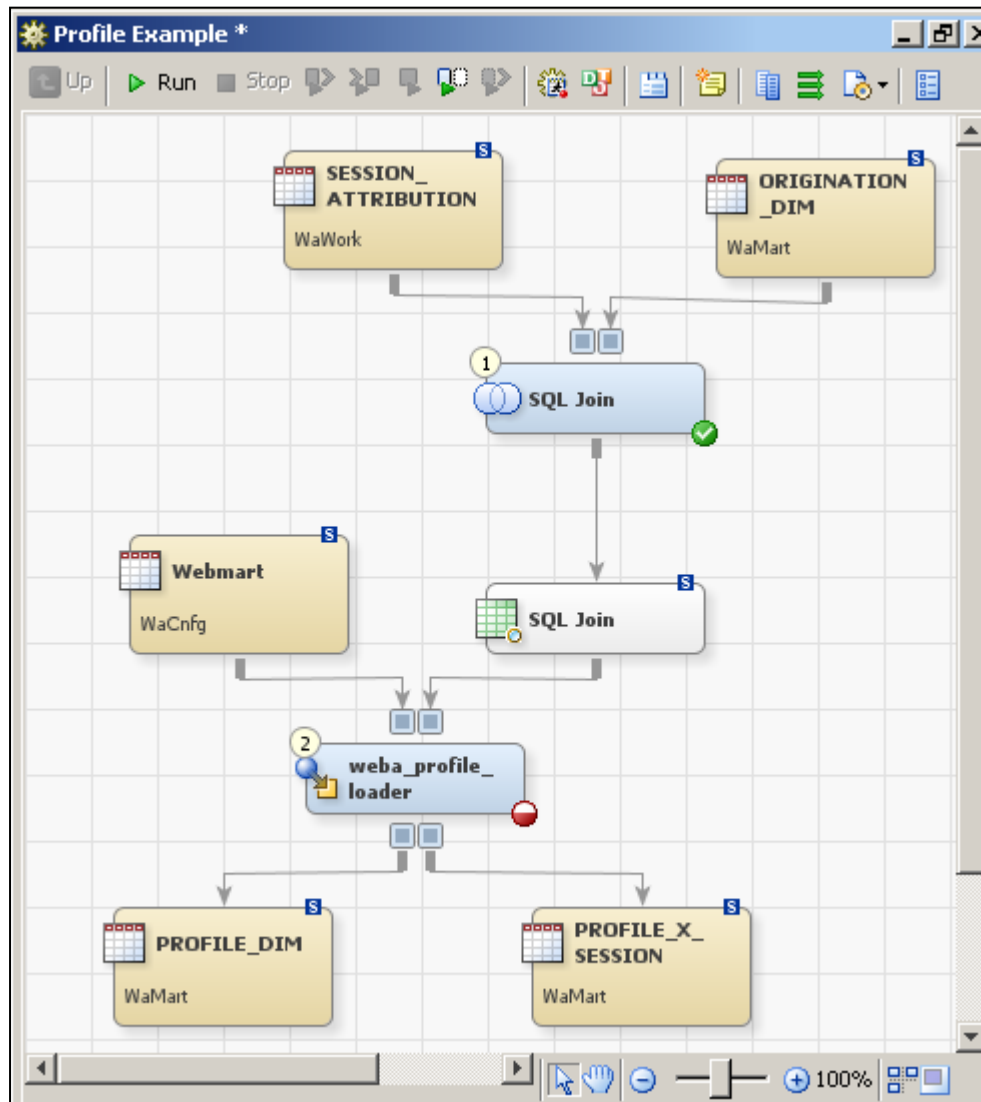 Profile Example *
Up Run Stop
S
SESSION_
ATTRIBUTION
WaWork
S
ORIGINATION
_DIM
WaMart
1
SQL Join
S
Webmart
WaCnfg
S
SQL Join
2
weba_profile_
loader
S
PROFILE_DIM
WaMart
S
PROFILE_X_
SESSION
WaMart
100%